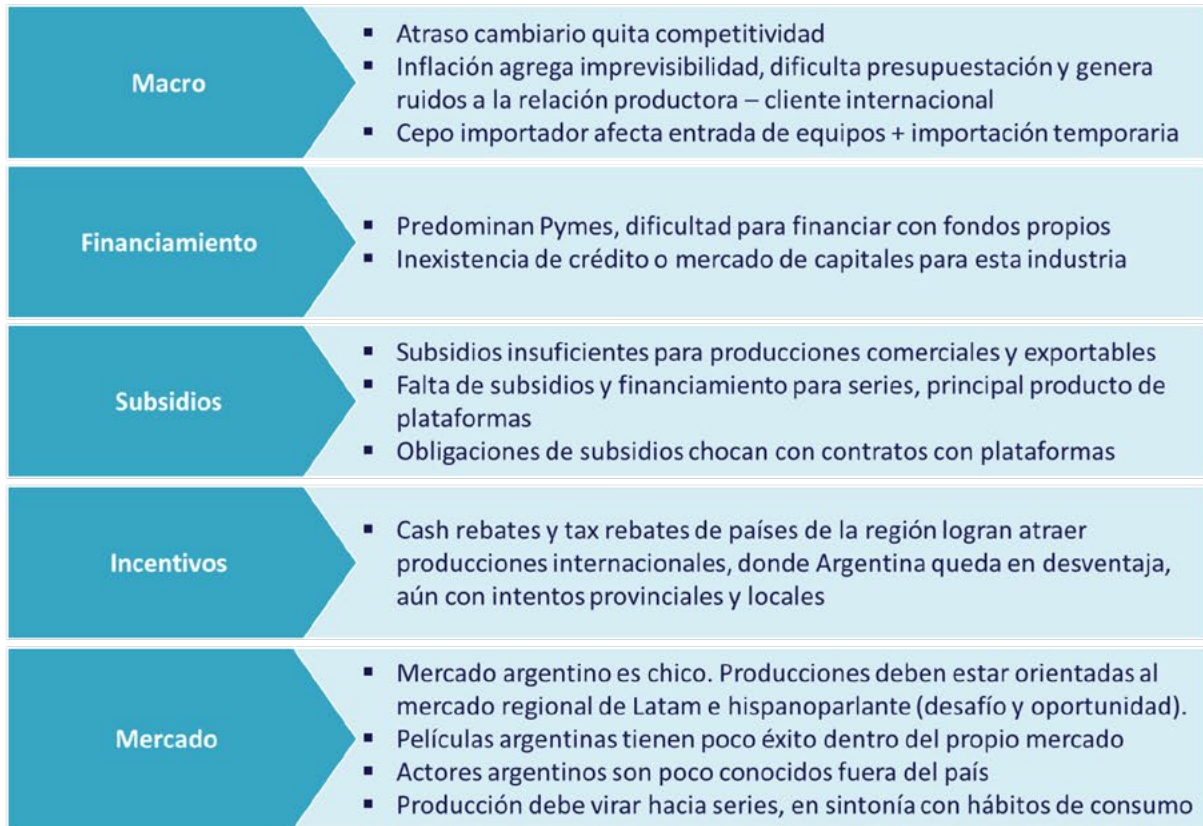 Macro
▪ Atraso cambiario quita competitividad
▪ Inflación agrega imprevisibilidad, dificulta presupuestación y genera
ruidos a la relación productora – cliente internacional
▪ Cepo importador afecta entrada de equipos + importación temporaria
Financiamiento
▪ Predominan Pymes, dificultad para financiar con fondos propios
▪ Inexistencia de crédito o mercado de capitales para esta industria
Subsidios
▪ Subsidios insuficientes para producciones comerciales y exportables
▪ Falta de subsidios y financiamiento para series, principal producto de
plataformas
▪ Obligaciones de subsidios chocan con contratos con plataformas
Incentivos
▪ Cash rebates y tax rebates de países de la región logran atraer
producciones internacionales, donde Argentina queda en desventaja,
aún con intentos provinciales y locales
Mercado
▪ Mercado argentino es chico. Producciones deben estar orientadas al
mercado regional de Latam e hispanoparlante (desafío y oportunidad).
▪ Películas argentinas tienen poco éxito dentro del propio mercado
▪ Actores argentinos son poco conocidos fuera del país
▪ Producción debe virar hacia series, en sintonía con hábitos de consumo